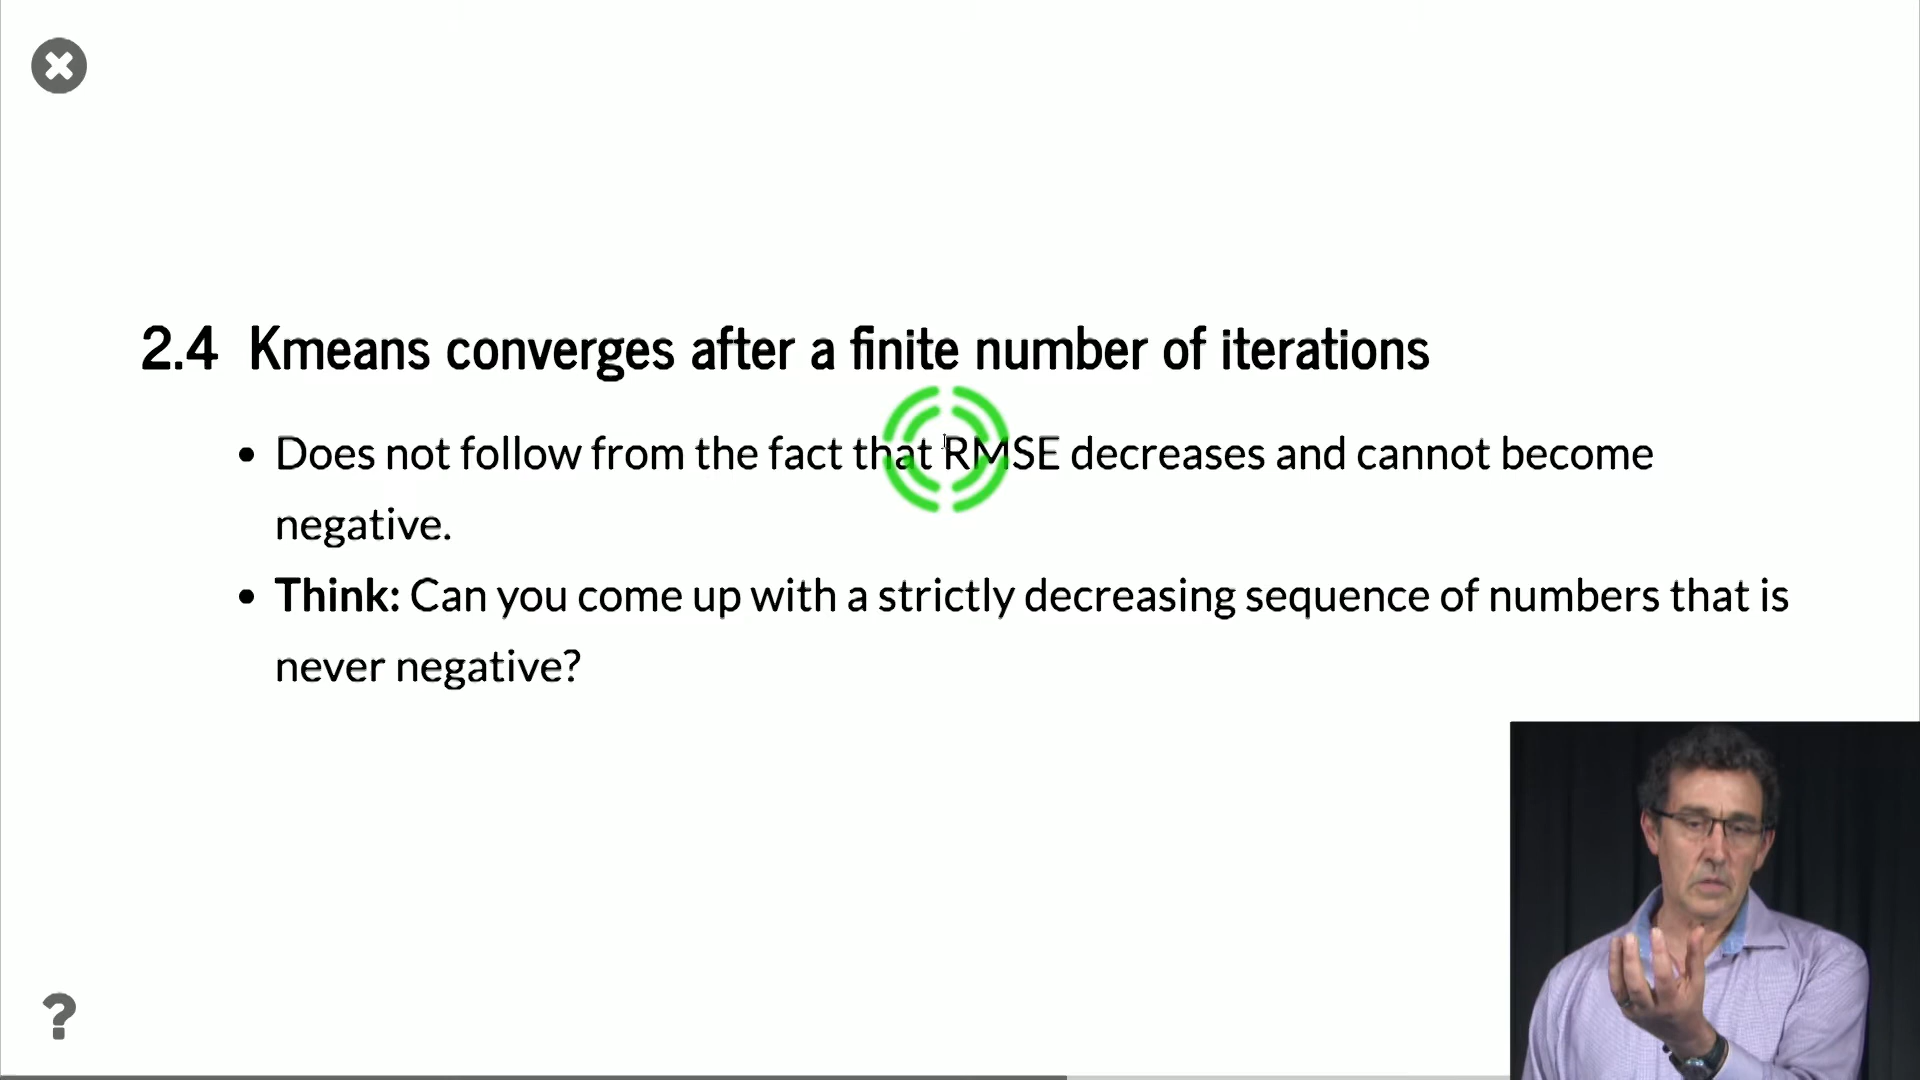 2.4 Kmeans converges after a finite number of iterations
• Does not follow from the fact that RMSE decreases and cannot become
negative.
• Think: Can you come up with a strictly decreasing sequence of numbers that is
never negative?
?